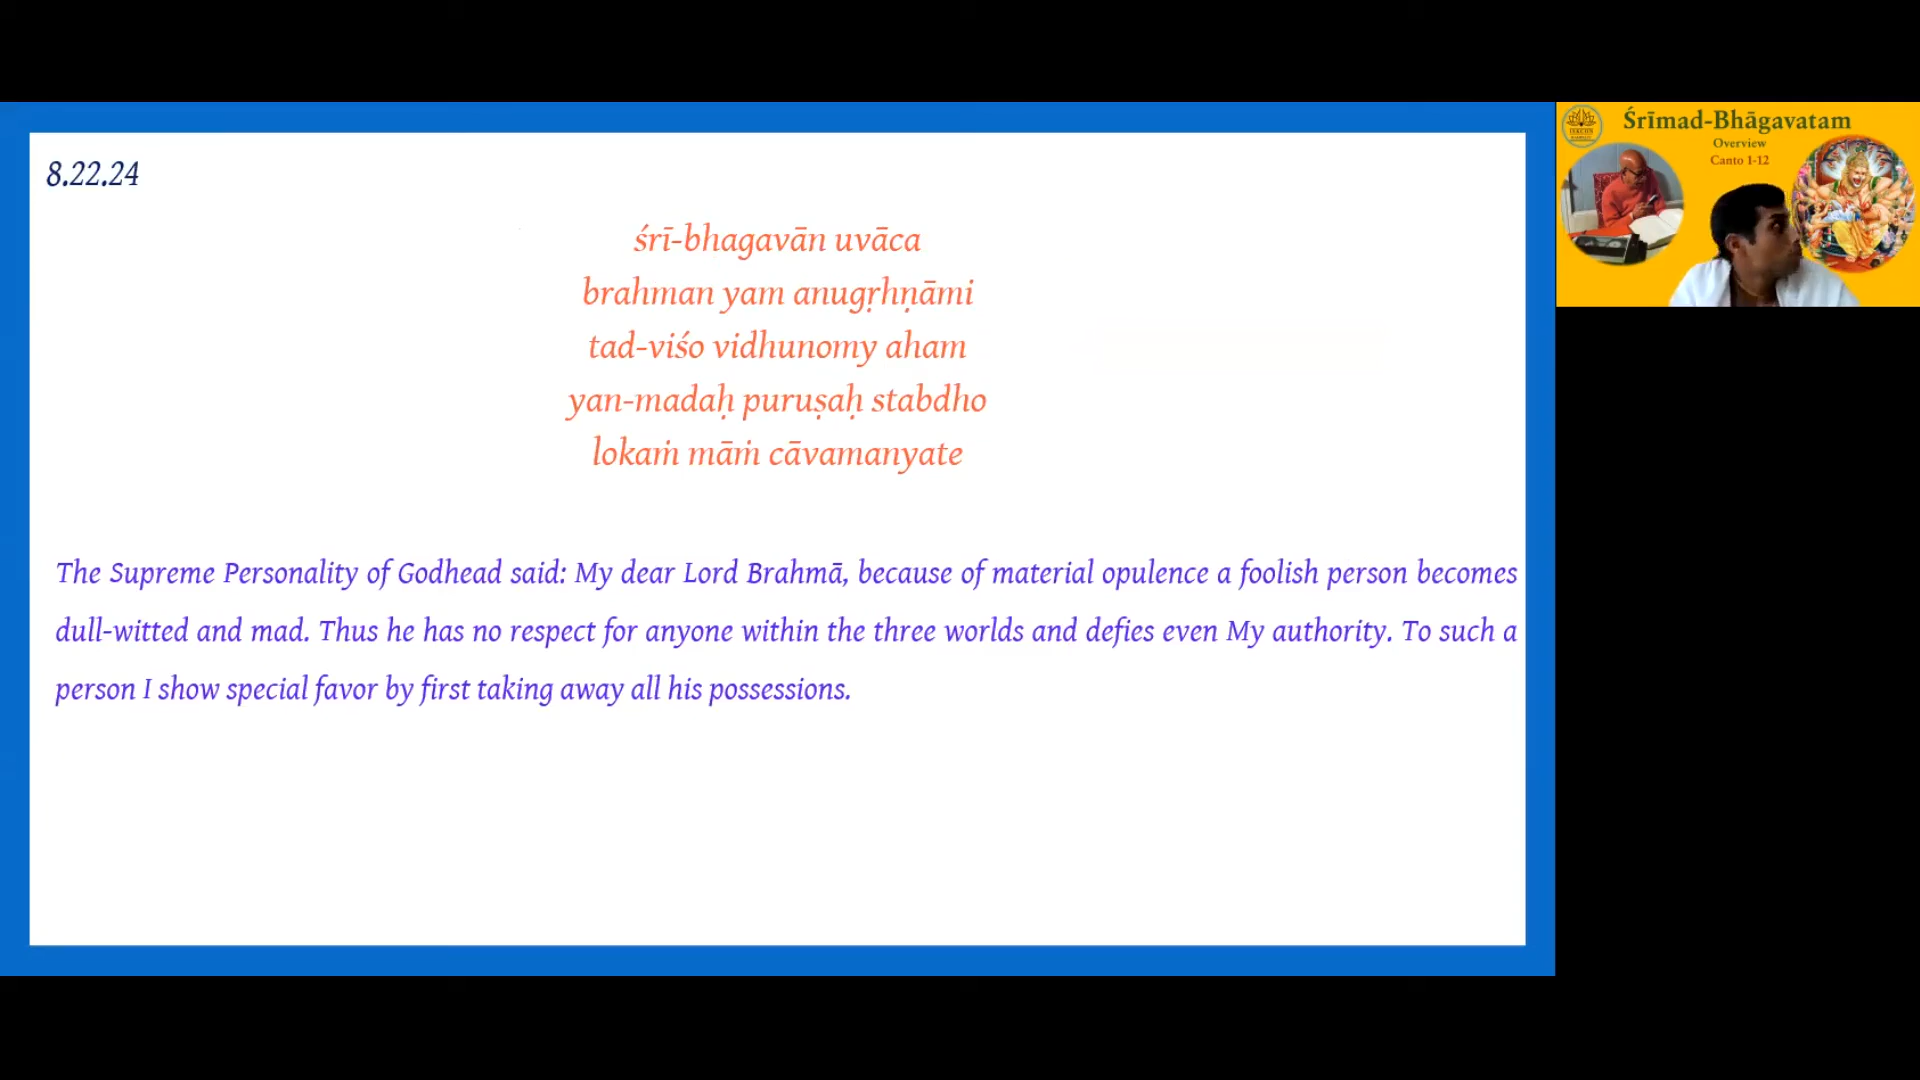 8.22.24
śrī-bhagavān uvāca
brahman yam anugṛhṇāmi
tad-viśo vidhunomy aham
yan-madaḥ puruṣaḥ stabdho
lokaṁ māṁ cāvamanyate
The Supreme Personality of Godhead said: My dear Lord Brahmā, because of material opulence a foolish person becomes
dull-witted and mad. Thus he has no respect for anyone within the three worlds and defies even My authority. To such a
person I show special favor by first taking away all his possessions.
Śrīmad-Bhāgavatam
Overview
Canto 1-12